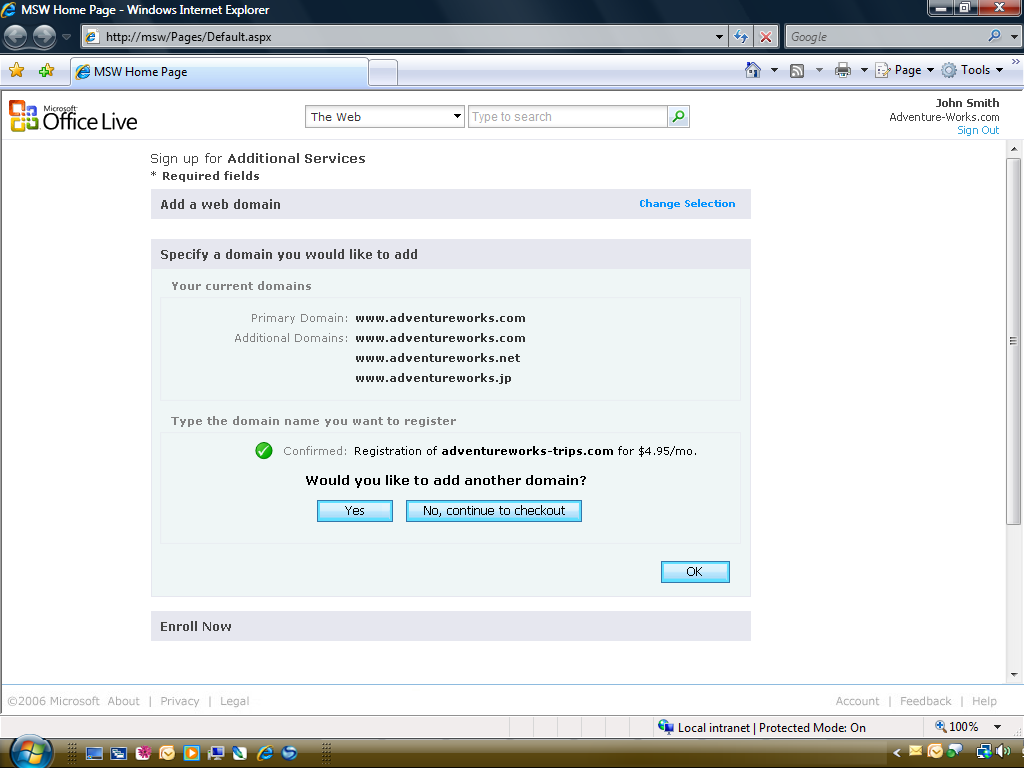 MSW Home Page - Windows Internet Explorer
http://msw/Pages/Default.aspx
Google
MSW Home Page
Page
Tools
Microsoft
Office Live
The Web
Type to search
John Smith
Adventure-Works.com
Sign Out
Sign up for Additional Services
* Required fields
Add a web domain Change Selection
Specify a domain you would like to add
Your current domains
Primary Domain: www.adventureworks.com
Additional Domains: www.adventureworks.com
www.adventureworks.net
www.adventureworks.jp
Type the domain name you want to register
Confirmed: Registration of adventureworks-trips.com for $4.95/mo.
Would you like to add another domain?
Yes No, continue to checkout
OK
Enroll Now
©2006 Microsoft About | Privacy | Legal Account | Feedback | Help
Local intranet | Protected Mode: On 100%